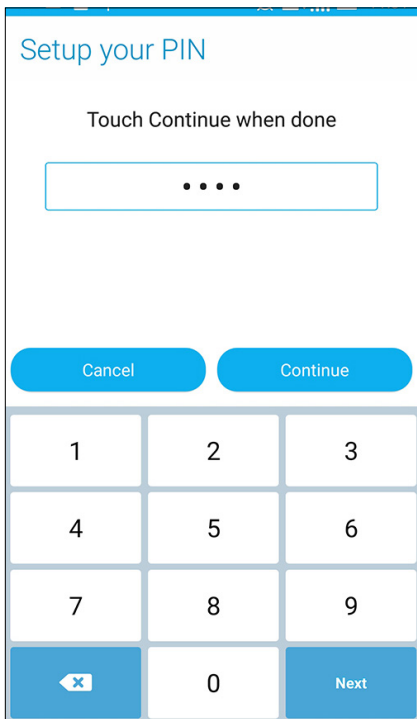 Setup your PIN
Touch Continue when done
••••
Cancel Continue
1 2 3
4 5 6
7 8 9
0 Next